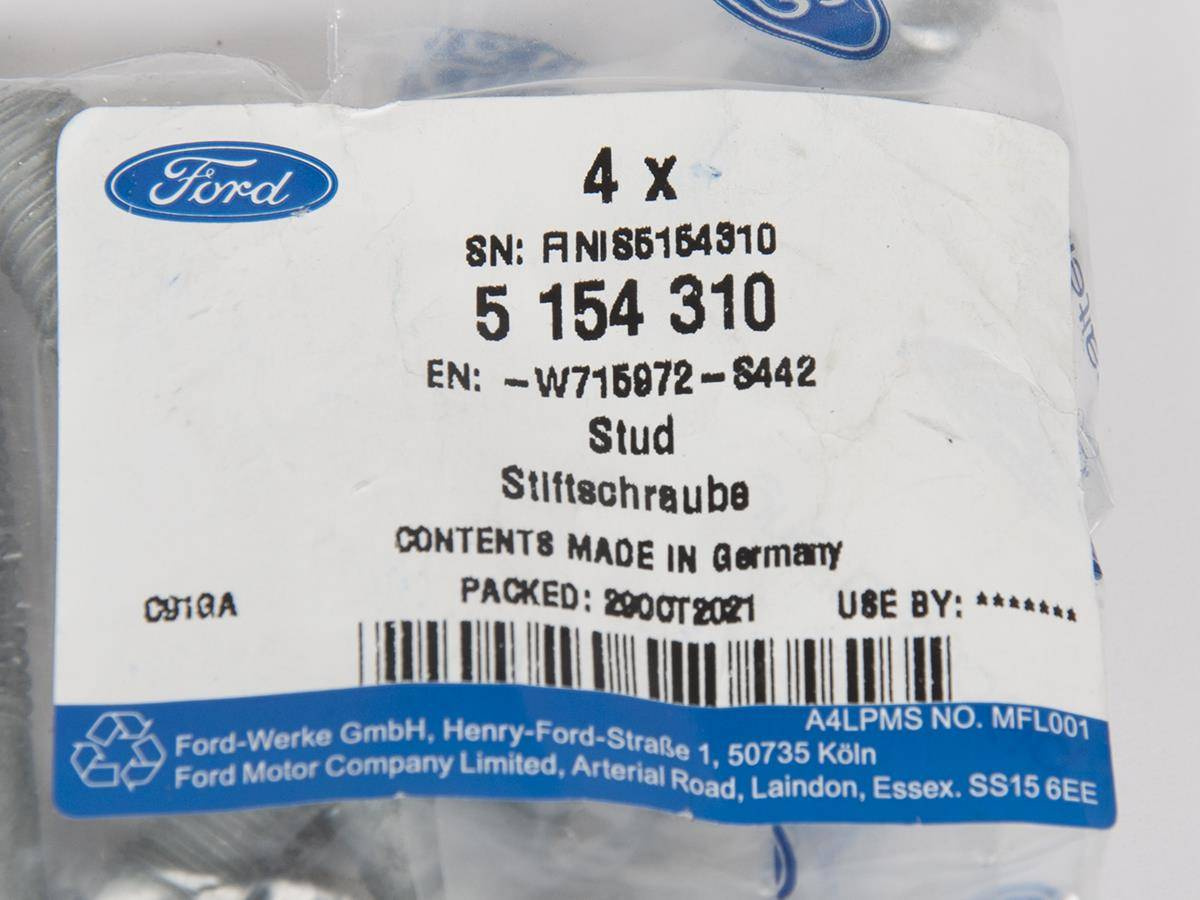 Ford
4 x
SN: FINIS5154310
5 154 310
EN: -W715972-S442
Stud
Stiftschraube
CONTENTS MADE IN Germany
C91GA
PACKED: 29OCT2021
USE BY: *******
A4LPMS NO. MFL001
Ford-Werke GmbH, Henry-Ford-Straße 1, 50735 Köln
Ford Motor Company Limited, Arterial Road, Laindon, Essex. SS15 6EE